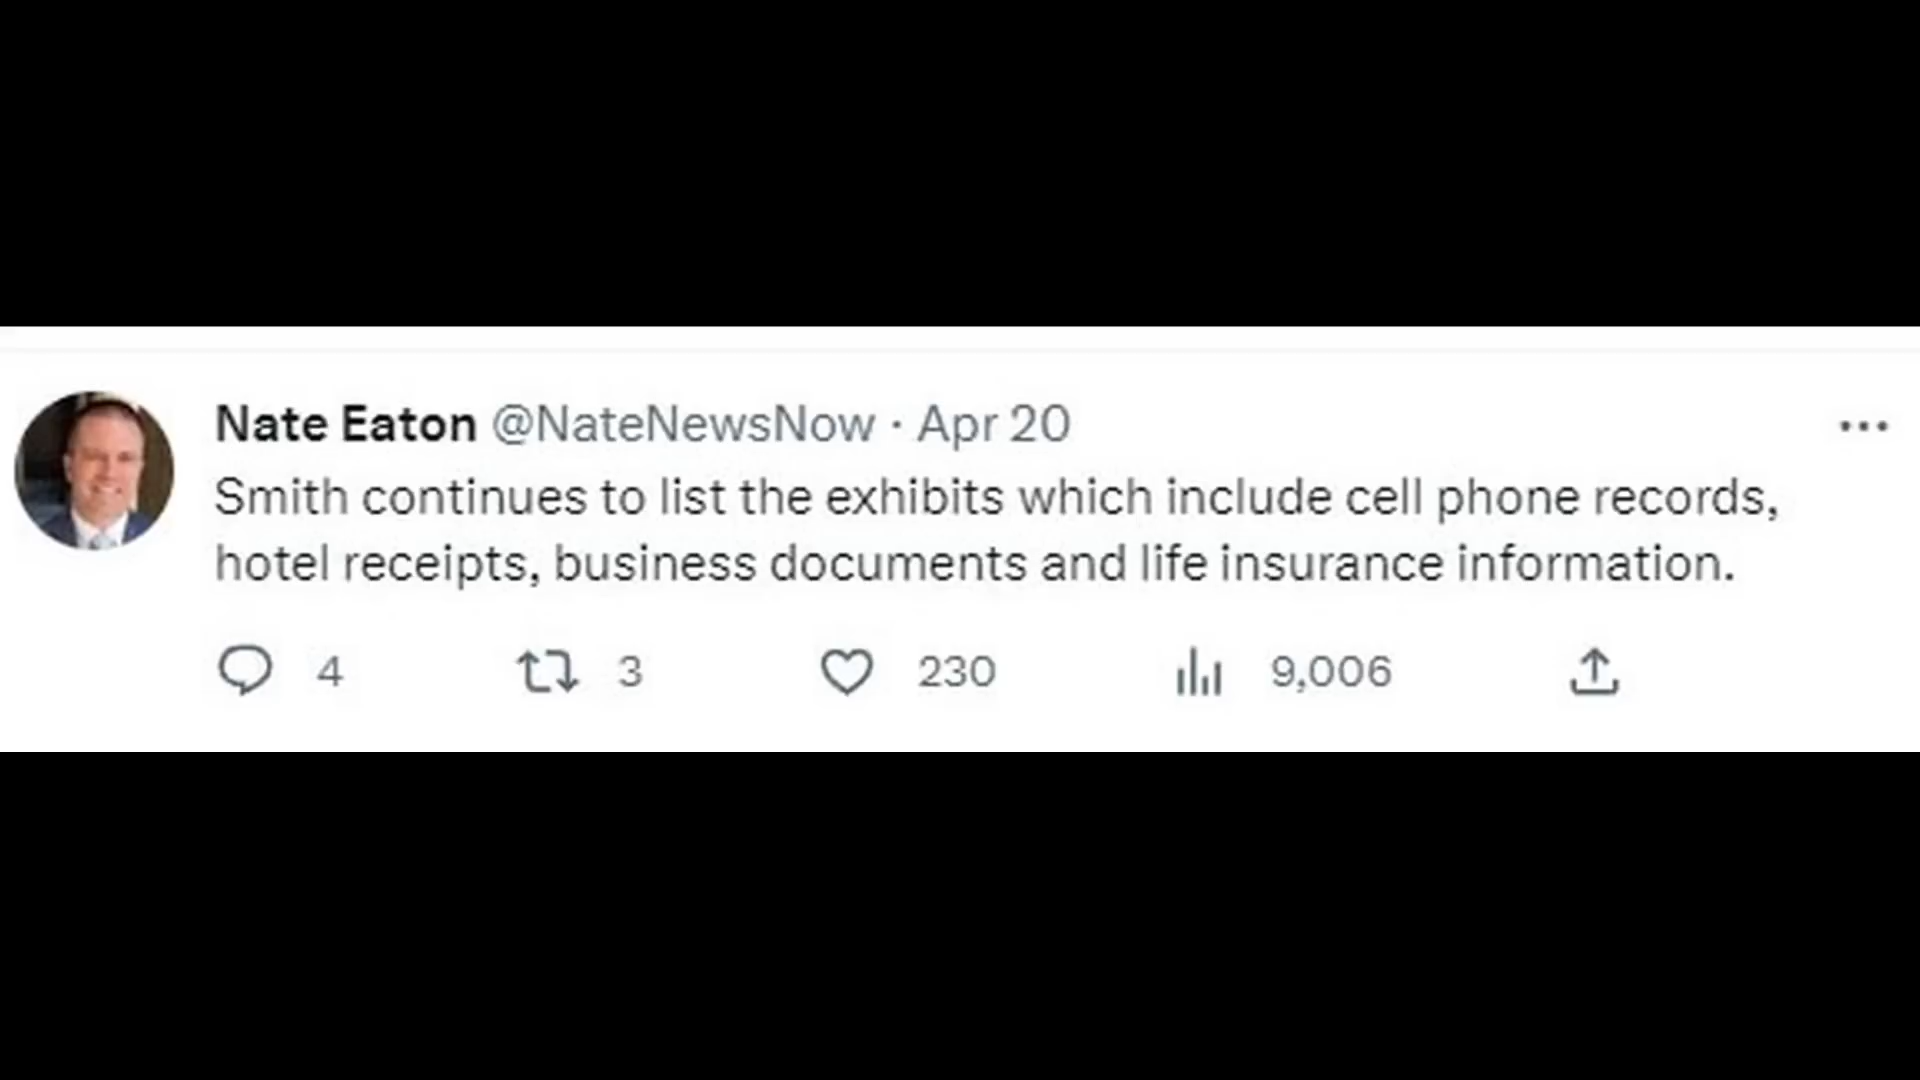 Nate Eaton @NateNewsNow · Apr 20
Smith continues to list the exhibits which include cell phone records,
hotel receipts, business documents and life insurance information.
4 3 230 9,006